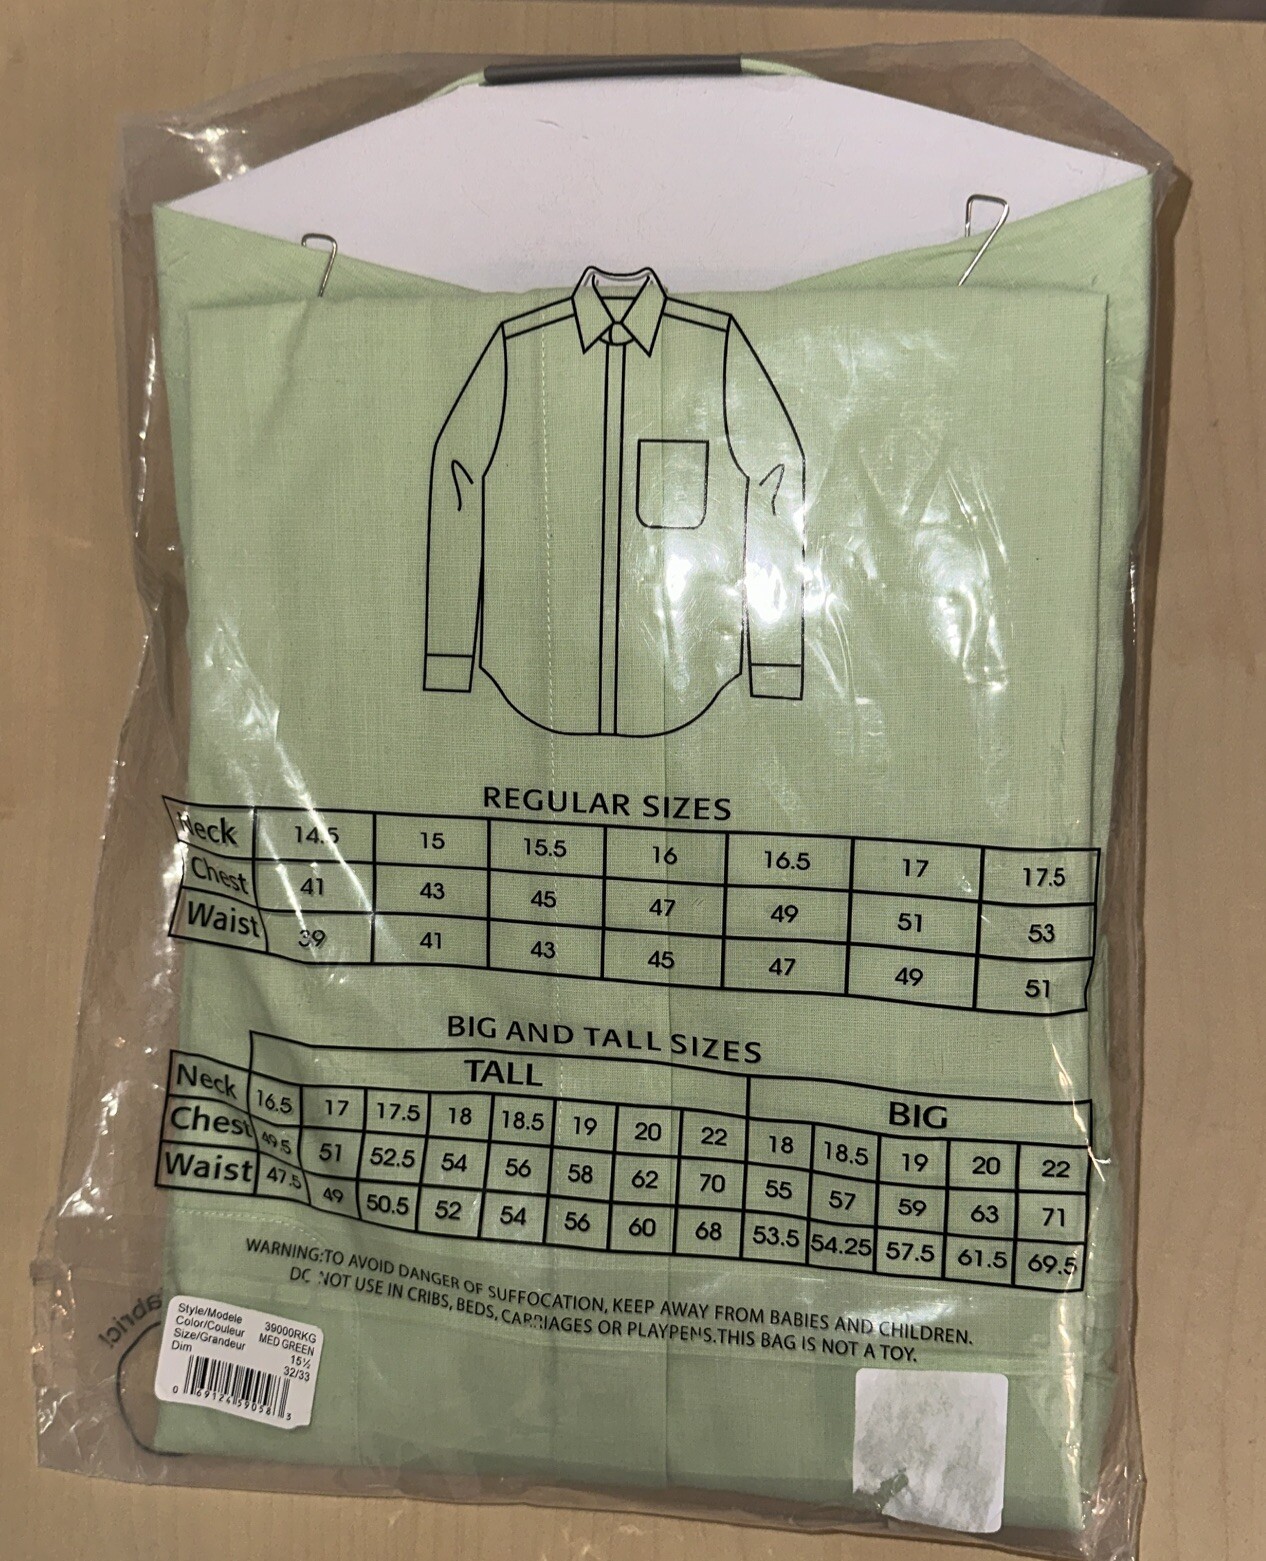 REGULAR SIZES
Neck 14.5 15 15.5 16 16.5 17 17.5
Chest 41 43 45 47 49 51 53
Waist 39 41 43 45 47 49 51
BIG AND TALL SIZES
TALL BIG
Neck 16.5 17 17.5 18 18.5 19 20 22 18 18.5 19 20 22
Chest 49.5 51 52.5 54 56 58 62 70 55 57 59 63 71
Waist 47.5 49 50.5 52 54 56 60 68 53.5 54.25 57.5 61.5 69.5
WARNING:TO AVOID DANGER OF SUFFOCATION, KEEP AWAY FROM BABIES AND CHILDREN.
DO NOT USE IN CRIBS, BEDS, CARRIAGES OR PLAYPENS.THIS BAG IS NOT A TOY.
Style/Modele 39000RKG
Color/Couleur MED GREEN
Size/Grandeur 15½
Dim 32/33